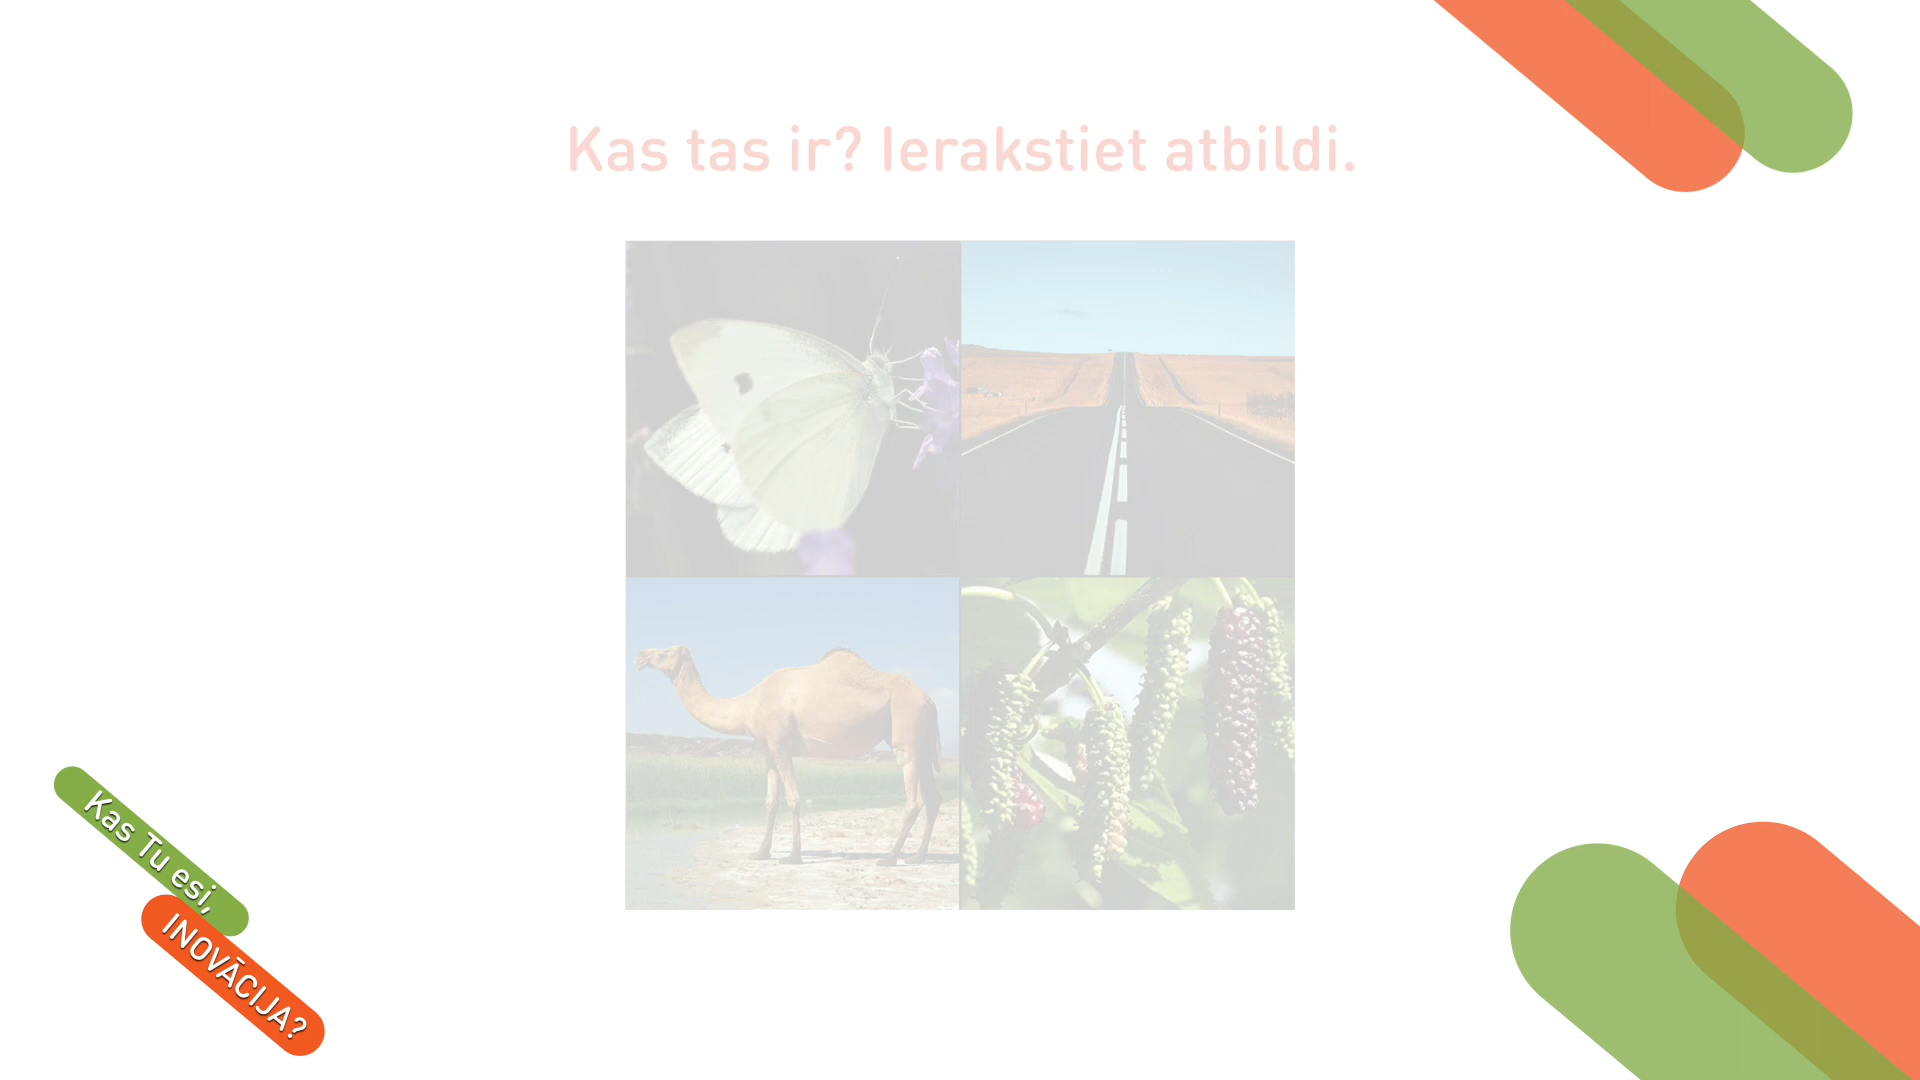 Kas tas ir? Ierakstiet atbildi.
Kas Tu esi,
INOVĀCIJA?